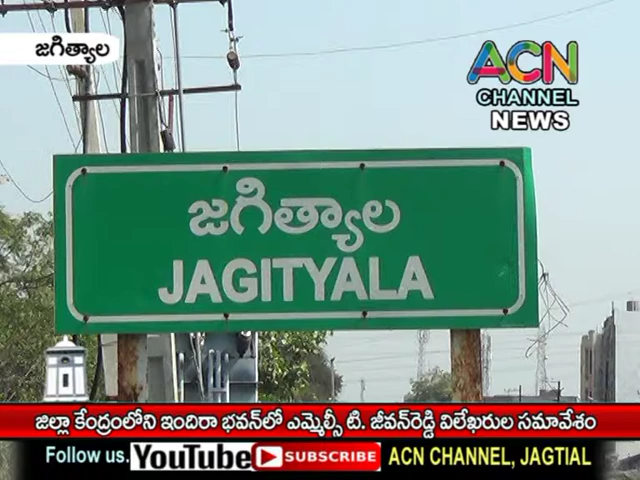 జగిత్యాల
ACN
CHANNEL
NEWS
జగిత్యాల
JAGITYALA
జిల్లా కేంద్రంలోని ఇందిరా భవన్‌లో ఎమ్మెల్సీ టి. జీవన్‌రెడ్డి విలేఖరుల సమావేశం
Follow us. YouTube SUBSCRIBE ACN CHANNEL, JAGTIAL